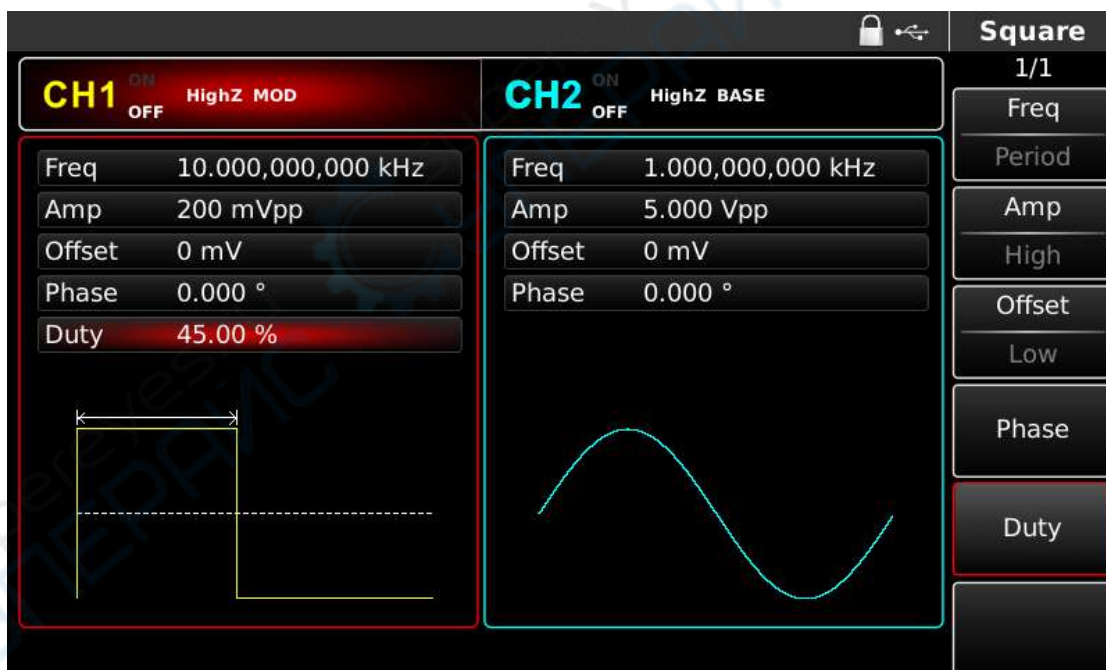 Square
1/1
CH1 ON OFF HighZ MOD
CH2 ON OFF HighZ BASE
Freq 10.000,000,000 kHz
Amp 200 mVpp
Offset 0 mV
Phase 0.000 °
Duty 45.00 %
Freq 1.000,000,000 kHz
Amp 5.000 Vpp
Offset 0 mV
Phase 0.000 °
Freq
Period
Amp
High
Offset
Low
Phase
Duty